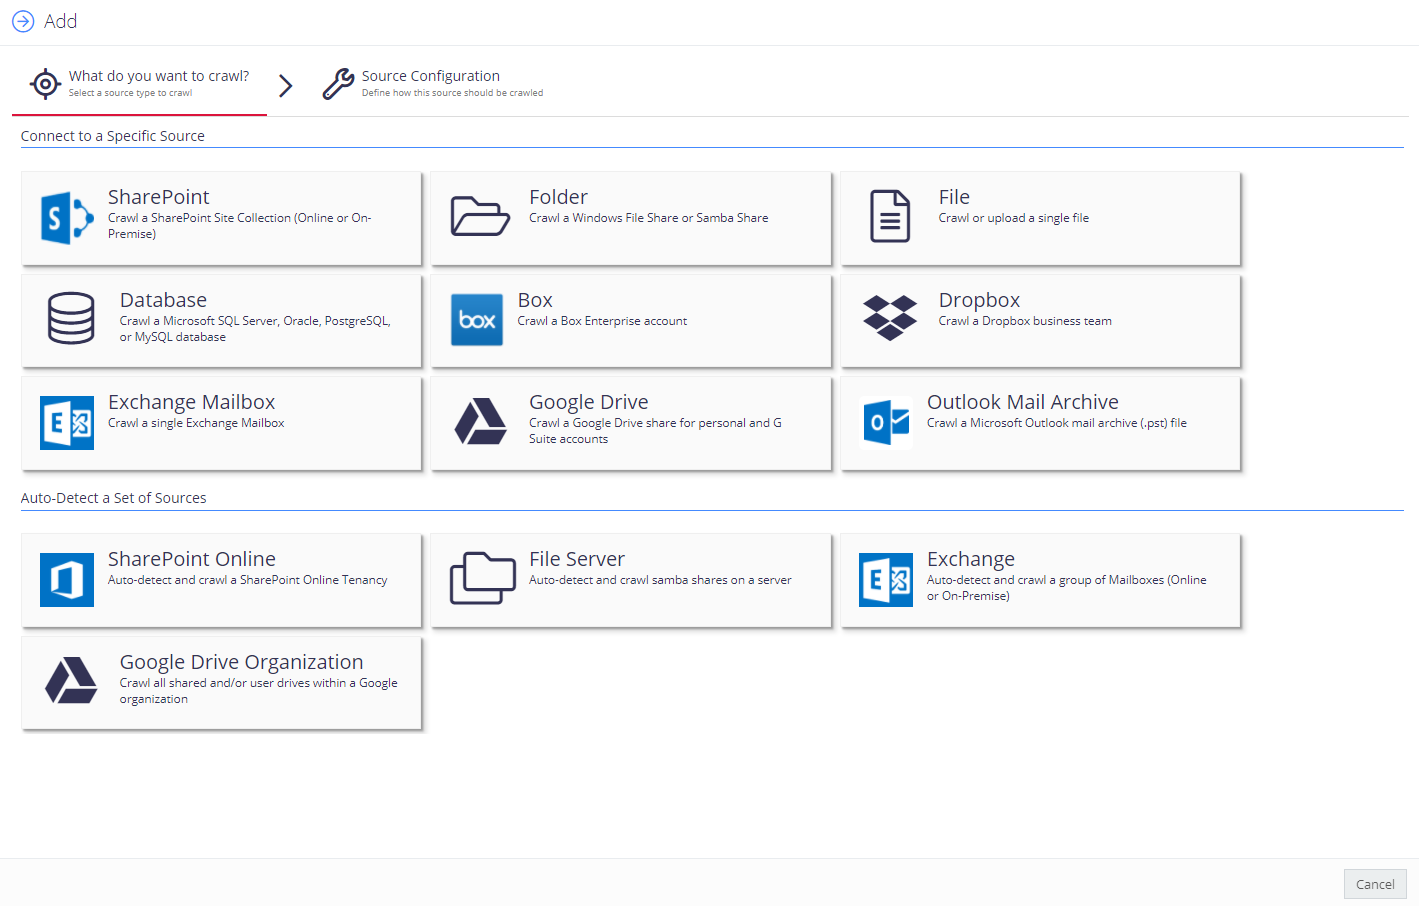 Add
What do you want to crawl?
Select a source type to crawl
Source Configuration
Define how this source should be crawled
Connect to a Specific Source
SharePoint
Crawl a SharePoint Site Collection (Online or On-
Premise)
Folder
Crawl a Windows File Share or Samba Share
File
Crawl or upload a single file
Database
Crawl a Microsoft SQL Server, Oracle, PostgreSQL,
or MySQL database
box
Box
Crawl a Box Enterprise account
Dropbox
Crawl a Dropbox business team
Exchange Mailbox
Crawl a single Exchange Mailbox
Google Drive
Crawl a Google Drive share for personal and G
Suite accounts
Outlook Mail Archive
Crawl a Microsoft Outlook mail archive (.pst) file
Auto-Detect a Set of Sources
SharePoint Online
Auto-detect and crawl a SharePoint Online Tenancy
File Server
Auto-detect and crawl samba shares on a server
Exchange
Auto-detect and crawl a group of Mailboxes (Online
or On-Premise)
Google Drive Organization
Crawl all shared and/or user drives within a Google
organization
Cancel